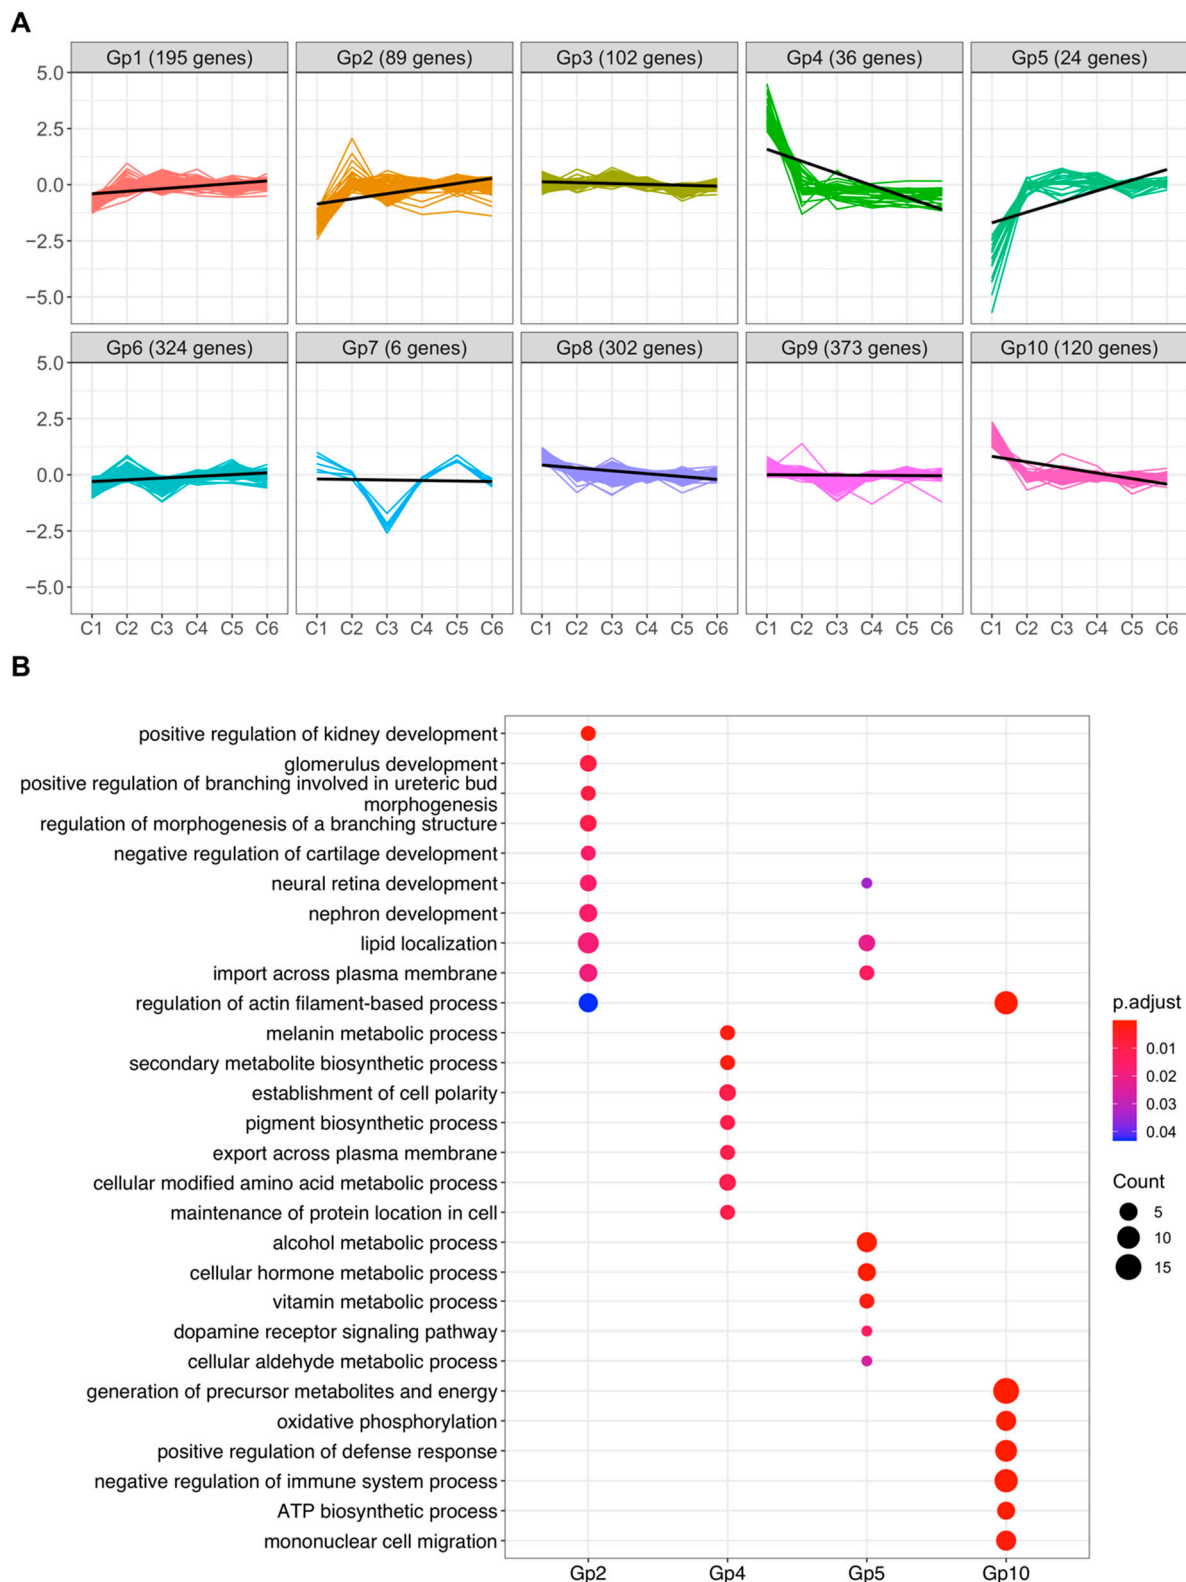 A
Gp1 (195 genes) Gp2 (89 genes) Gp3 (102 genes) Gp4 (36 genes) Gp5 (24 genes)
5.0
2.5
0.0
−2.5
−5.0
Gp6 (324 genes) Gp7 (6 genes) Gp8 (302 genes) Gp9 (373 genes) Gp10 (120 genes)
5.0
2.5
0.0
−2.5
−5.0
C1 C2 C3 C4 C5 C6 C1 C2 C3 C4 C5 C6 C1 C2 C3 C4 C5 C6 C1 C2 C3 C4 C5 C6 C1 C2 C3 C4 C5 C6
B
positive regulation of kidney development
glomerulus development
positive regulation of branching involved in ureteric bud
morphogenesis
regulation of morphogenesis of a branching structure
negative regulation of cartilage development
neural retina development
nephron development
lipid localization
import across plasma membrane
regulation of actin filament-based process
melanin metabolic process
secondary metabolite biosynthetic process
establishment of cell polarity
pigment biosynthetic process
export across plasma membrane
cellular modified amino acid metabolic process
maintenance of protein location in cell
alcohol metabolic process
cellular hormone metabolic process
vitamin metabolic process
dopamine receptor signaling pathway
cellular aldehyde metabolic process
generation of precursor metabolites and energy
oxidative phosphorylation
positive regulation of defense response
negative regulation of immune system process
ATP biosynthetic process
mononuclear cell migration
Gp2 Gp4 Gp5 Gp10
p.adjust
0.01
0.02
0.03
0.04
Count
5
10
15